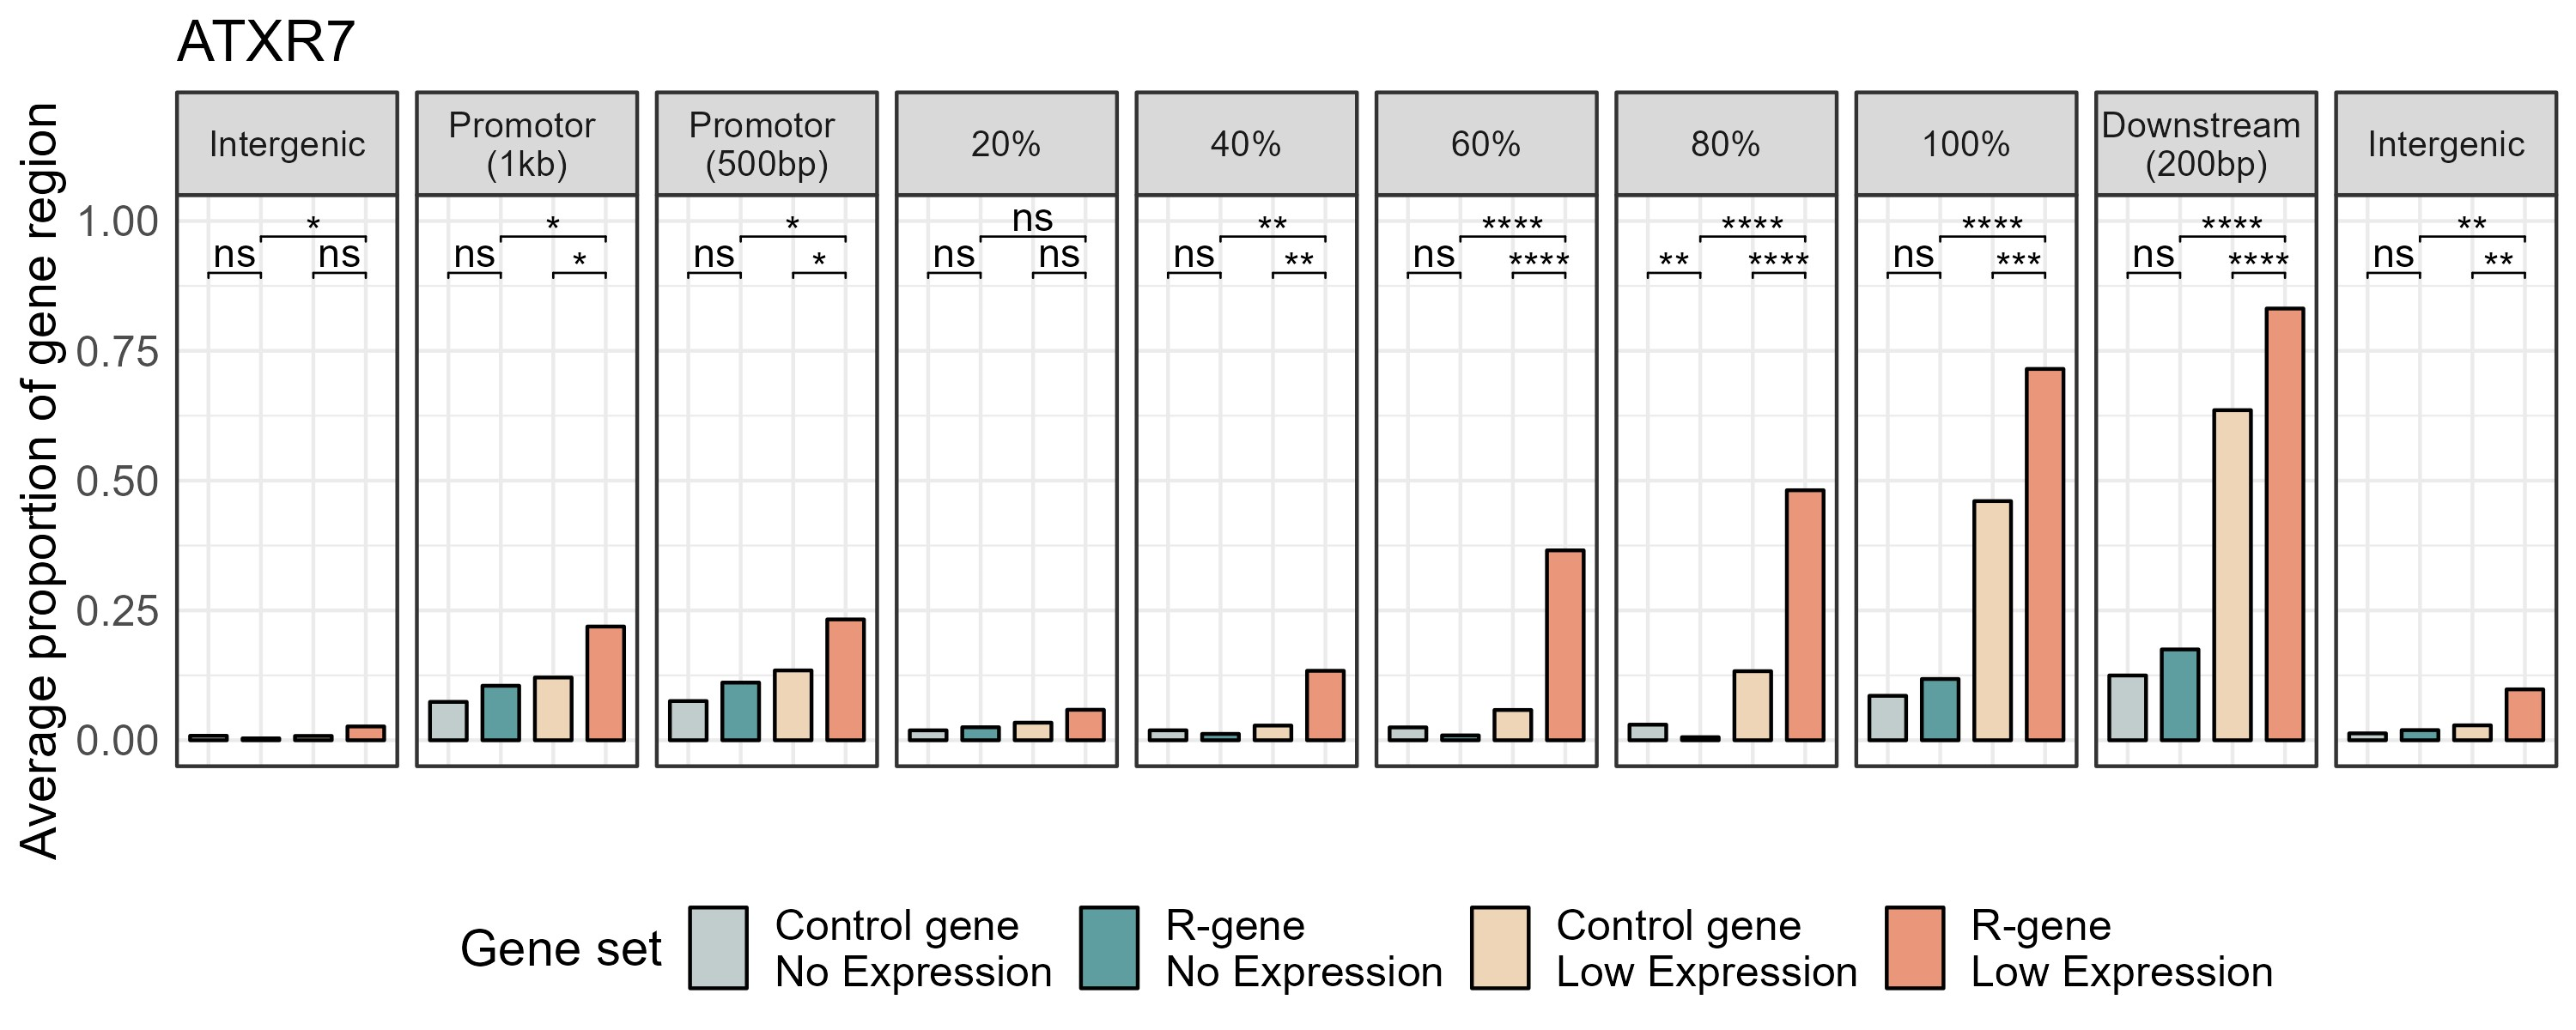 ATXR7
Average proportion of gene region
Intergenic
Promotor
(1kb)
Promotor
(500bp)
20%
40%
60%
80%
100%
Downstream
(200bp)
Intergenic
1.00
0.75
0.50
0.25
0.00
* ns ns
* ns *
* ns *
ns ns ns
** ns **
**** ns ****
**** ** ****
**** ns ***
**** ns ****
** ns **
Gene set
Control gene
No Expression
R-gene
No Expression
Control gene
Low Expression
R-gene
Low Expression